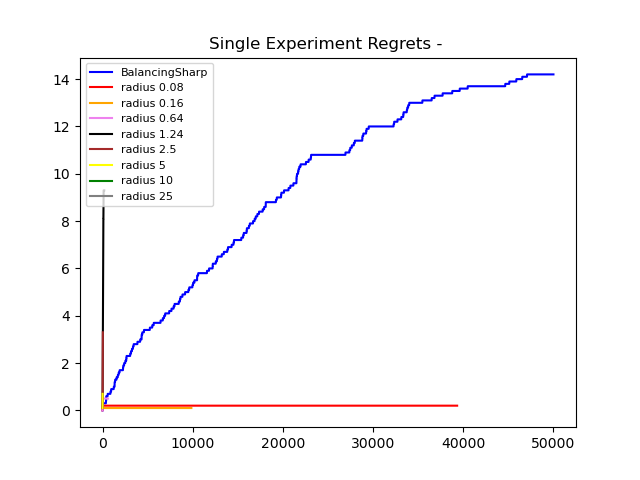 Single Experiment Regrets -
BalancingSharp
radius 0.08
radius 0.16
radius 0.64
radius 1.24
radius 2.5
radius 5
radius 10
radius 25
14
12
10
8
6
4
2
0
0 10000 20000 30000 40000 50000